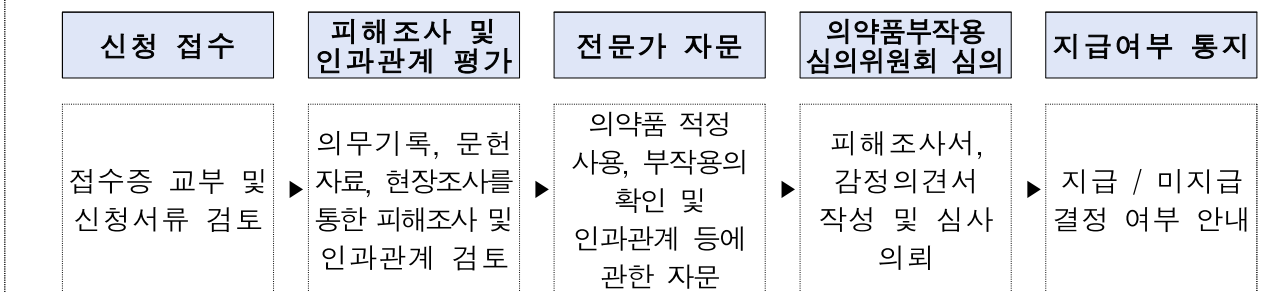 신청 접수
피해조사 및
인과관계 평가
전문가 자문
의약품부작용
심의위원회 심의
지급여부 통지
접수증 교부 및
신청서류 검토
▶
의무기록, 문헌
자료, 현장조사를
통한 피해조사 및
인과관계 검토
▶
의약품 적정
사용, 부작용의
확인 및
인과관계 등에
관한 자문
▶
피해조사서,
감정의견서
작성 및 심사
의뢰
▶
지급 / 미지급
결정 여부 안내